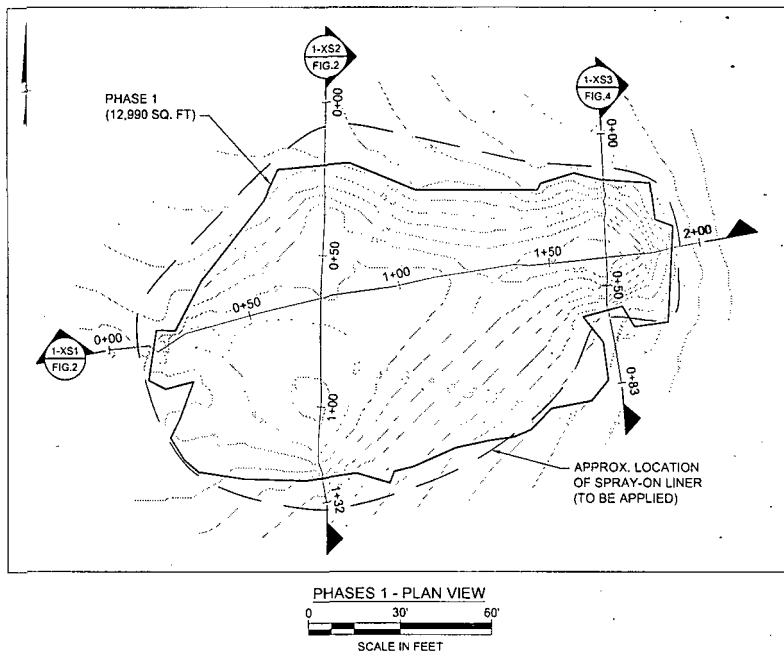 1-XS2
FIG.2
1-XS3
FIG.4
PHASE 1
(12,990 SQ. FT)
0+00
0+00
2+00
0+50
1+50
1+00
0+50
0+50
0+00
1-XS1
FIG.2
0+83
1+00
APPROX. LOCATION
OF SPRAY-ON LINER
(TO BE APPLIED)
1+32
PHASES 1 - PLAN VIEW
0 30' 60'
SCALE IN FEET